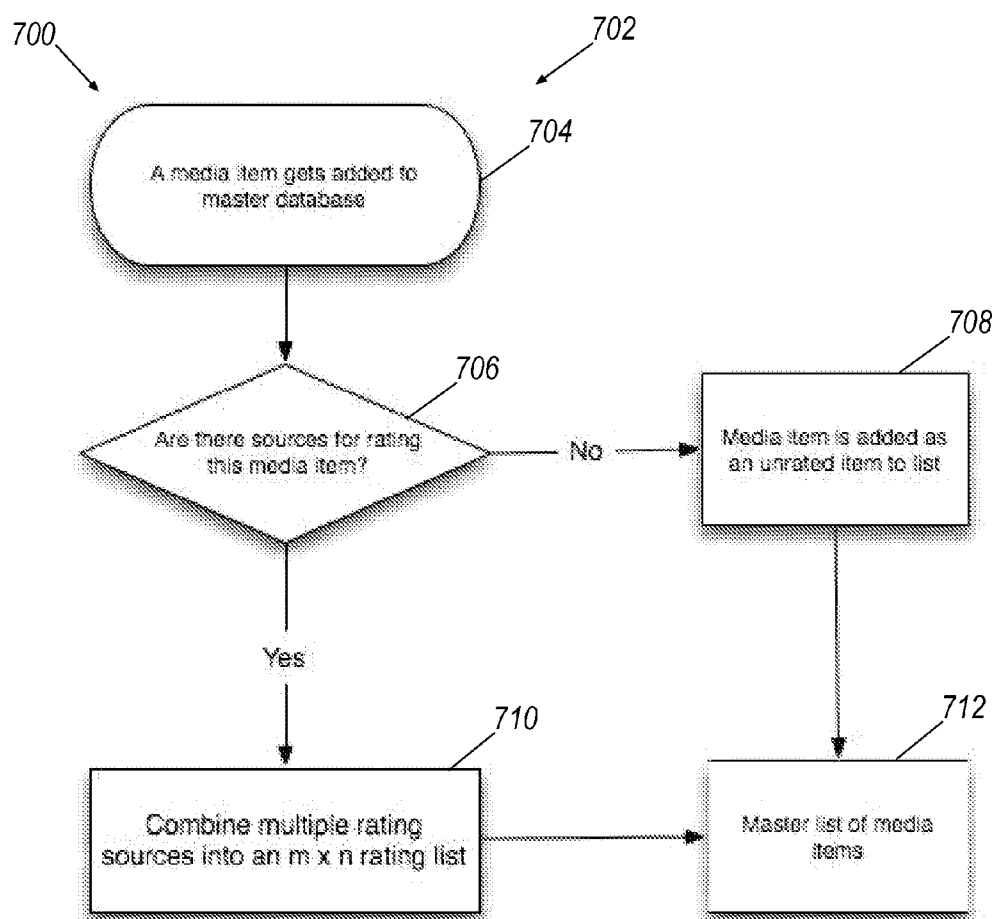 700
702
704
A media item gets added to
master database
706
Are there sources for rating
this media item?
No
708
Media item is added as
an unrated item to list
Yes
710
Combine multiple rating
sources into an m x n rating list
712
Master list of media
items